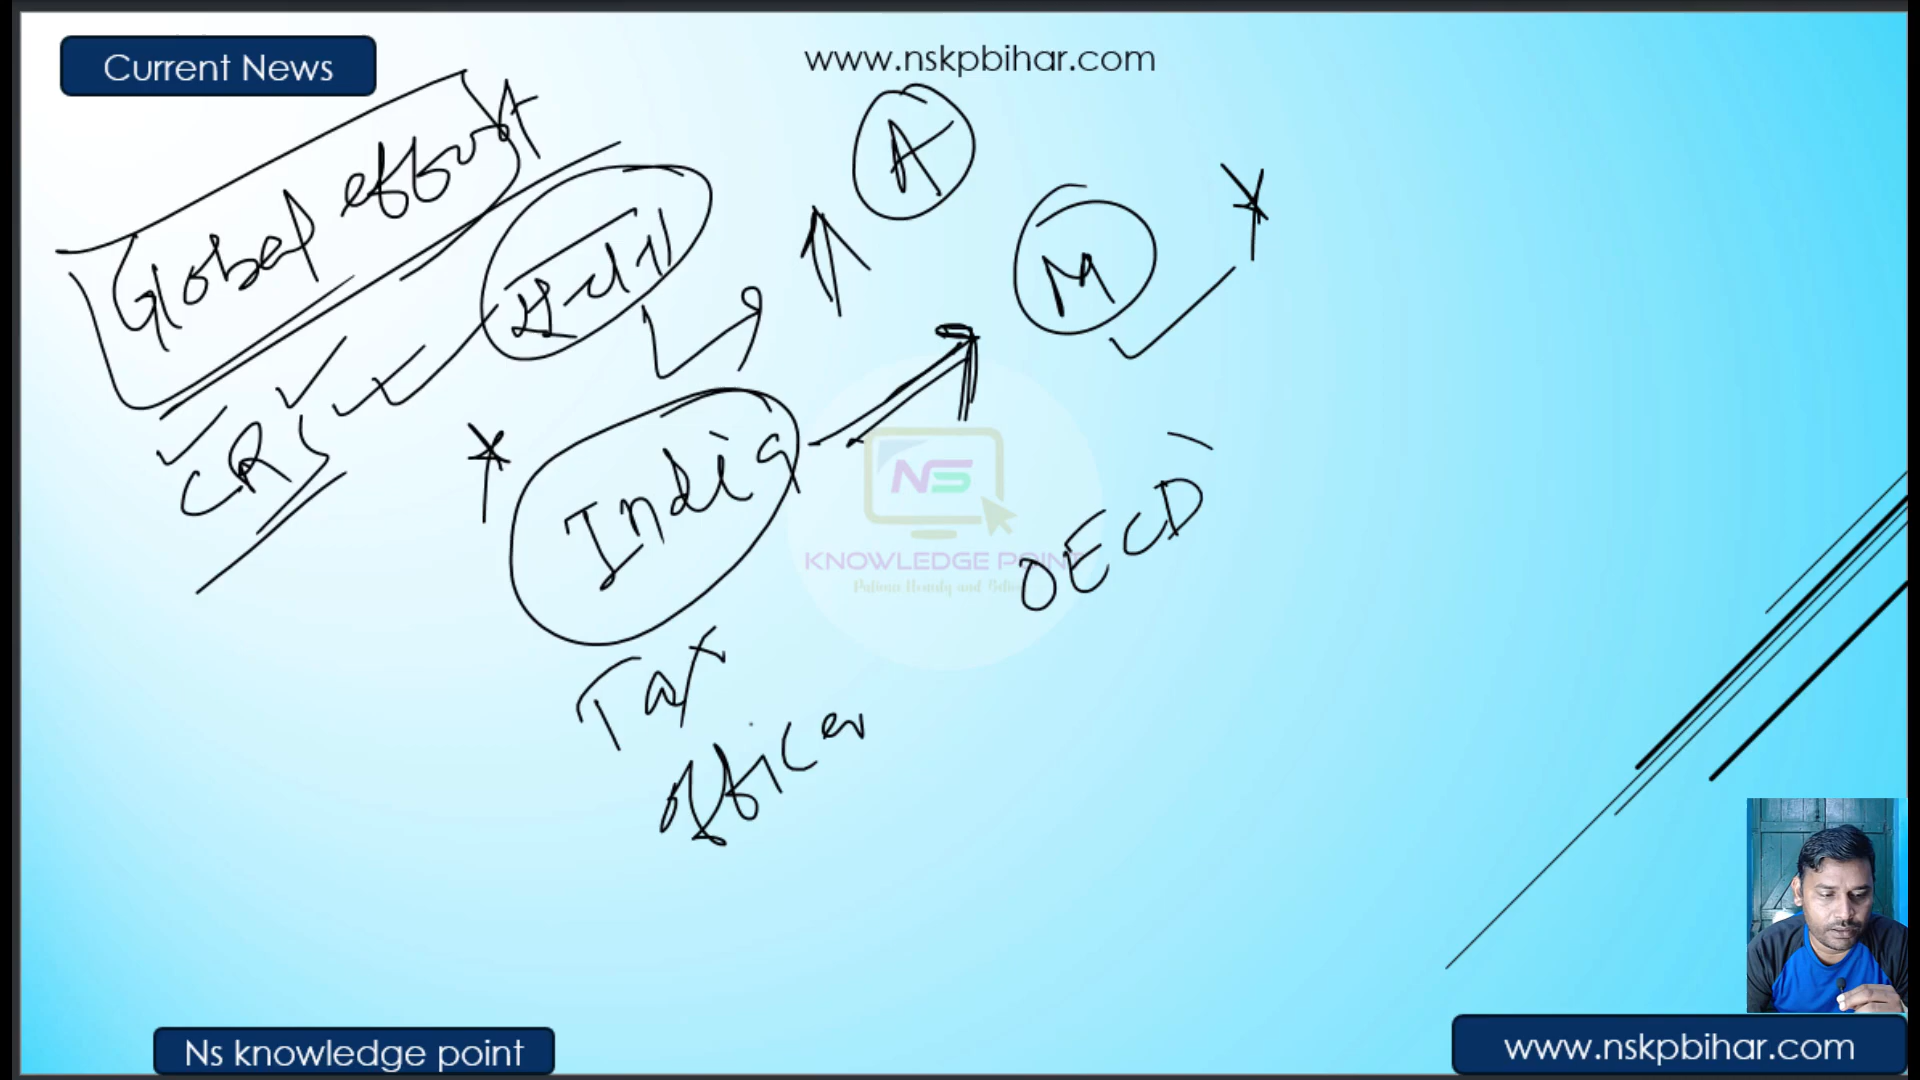 Current News
www.nskpbihar.com
Global effort
A
M
CRS
India
OECD
Tax
officer
NS
KNOWLEDGE POINT
Ns knowledge point
www.nskpbihar.com